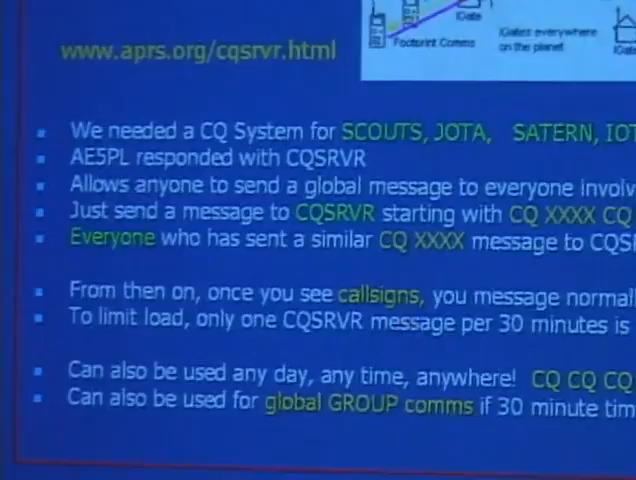 IGate
Footprint Comms
IGates everywhere
on the planet
IGate
www.aprs.org/cqsrvr.html
We needed a CQ System for SCOUTS, JOTA, SATERN, IOT
AE5PL responded with CQSRVR
Allows anyone to send a global message to everyone involv
Just send a message to CQSRVR starting with CQ XXXX CQ
Everyone who has sent a similar CQ XXXX message to CQS
From then on, once you see callsigns, you message normal
To limit load, only one CQSRVR message per 30 minutes is
Can also be used any day, any time, anywhere! CQ CQ CQ
Can also be used for global GROUP comms if 30 minute tim